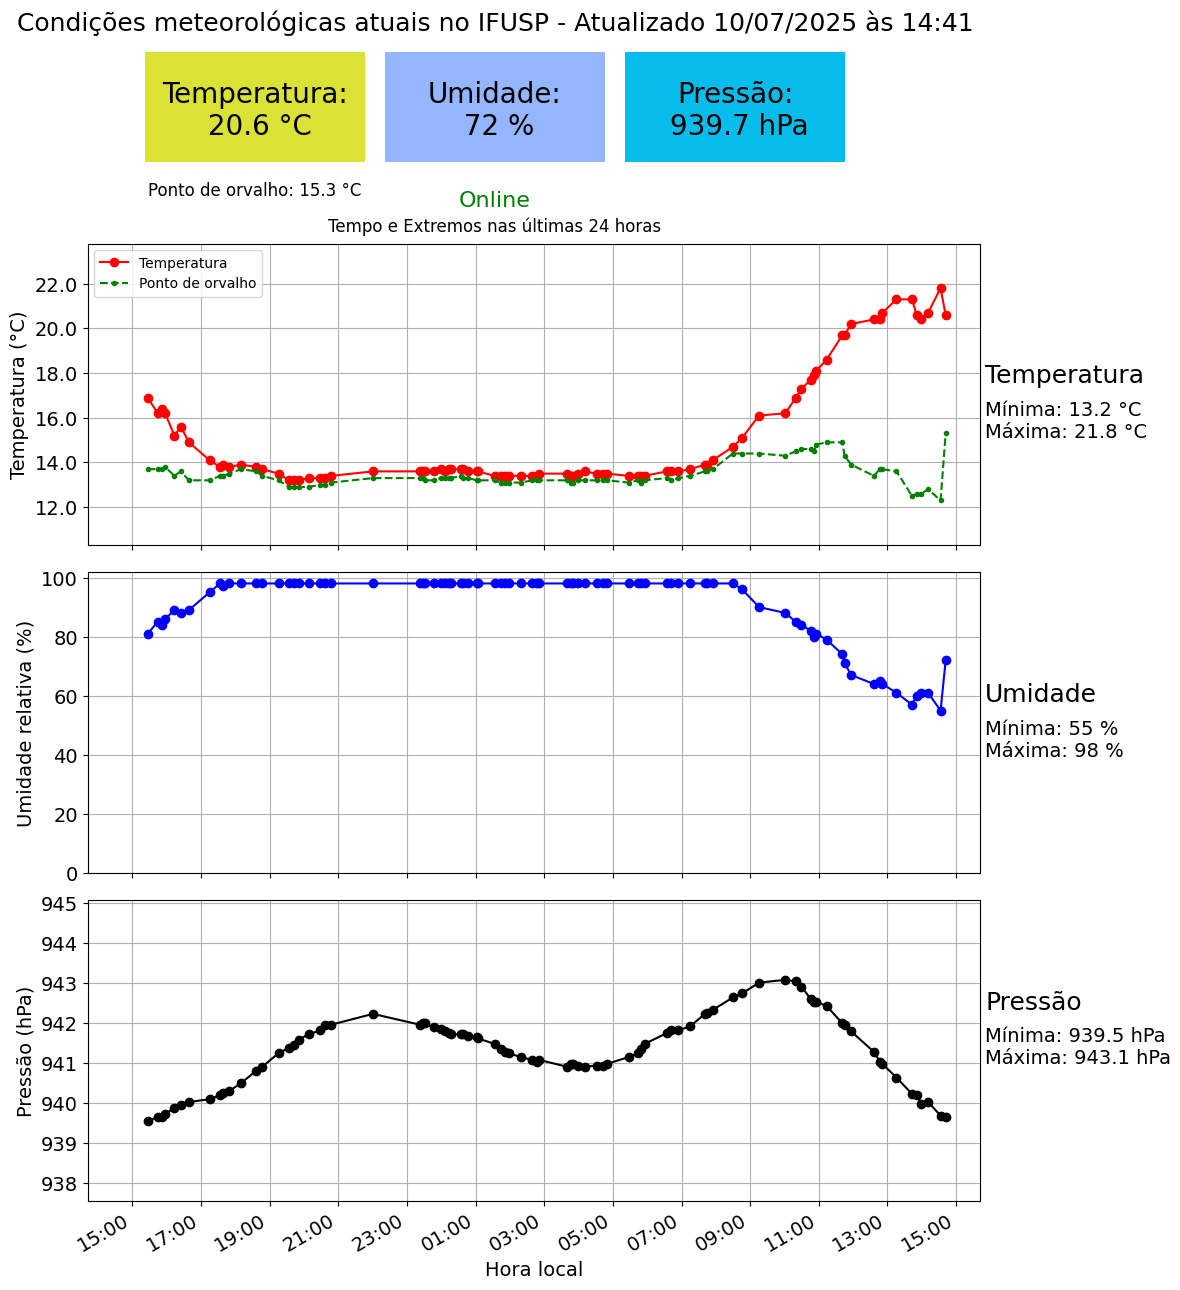 Condições meteorológicas atuais no IFUSP - Atualizado 10/07/2025 às 14:41
Temperatura:
20.6 °C
Umidade:
72 %
Pressão:
939.7 hPa
Ponto de orvalho: 15.3 °C
Online
Tempo e Extremos nas últimas 24 horas
Temperatura
Ponto de orvalho
Temperatura (°C)
22.0
20.0
18.0
16.0
14.0
12.0
Temperatura
Mínima: 13.2 °C
Máxima: 21.8 °C
Umidade relativa (%)
100
80
60
40
20
0
Umidade
Mínima: 55 %
Máxima: 98 %
Pressão (hPa)
945
944
943
942
941
940
939
938
Pressão
Mínima: 939.5 hPa
Máxima: 943.1 hPa
15:00
17:00
19:00
21:00
23:00
01:00
03:00
05:00
07:00
09:00
11:00
13:00
15:00
Hora local